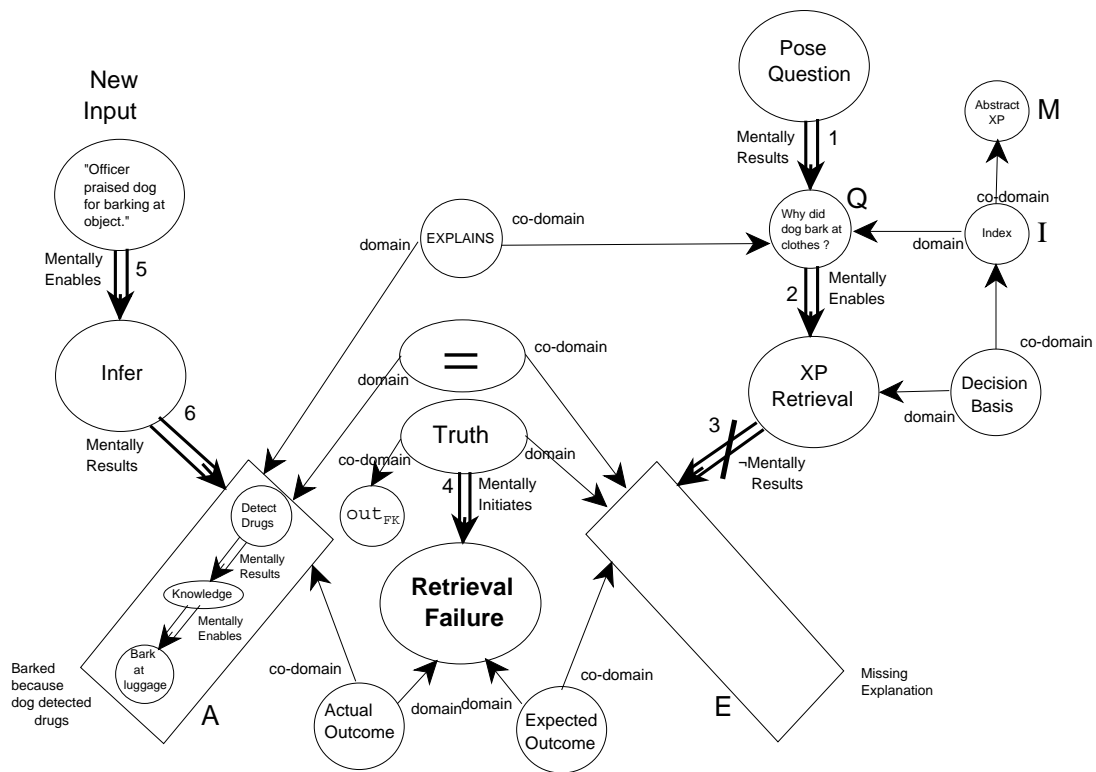 Pose
Question
New
Input
Abstract
XP
M
Mentally
Results
1
"Officer
praised dog
for barking at
object."
co-domain
Q
EXPLAINS
co-domain
domain
Why did
dog bark at
clothes ?
domain
Index
I
Mentally
Enables
5
2
Mentally
Enables
=
co-domain
domain
co-domain
Infer
XP
Retrieval
Decision
Basis
domain
6
Mentally
Results
Truth
co-domain
domain
3
¬Mentally
Results
4
Mentally
Initiates
Detect
Drugs
out FK
Mentally
Results
Knowledge
Mentally
Enables
Retrieval
Failure
Bark
at
luggage
Barked
because
dog detected
drugs
A
co-domain
co-domain
Missing
Explanation
E
Actual
Outcome
domain
domain
Expected
Outcome